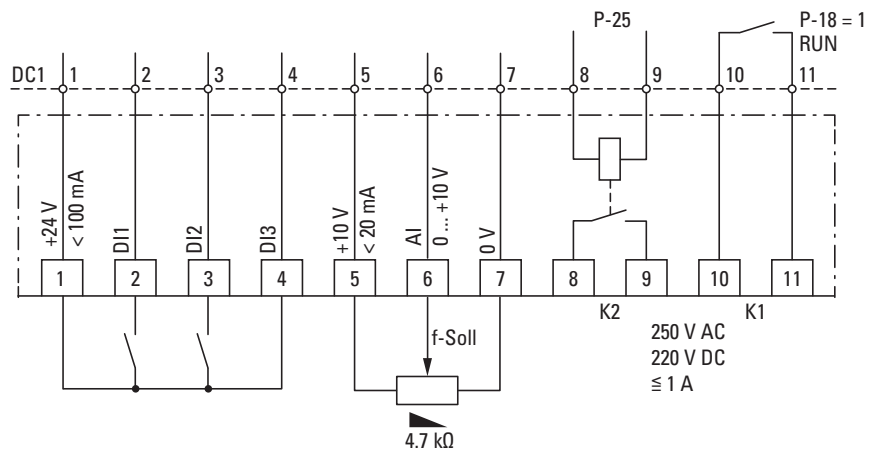 P-25
P-18 = 1
RUN
DC1 1 2 3 4 5 6 7 8 9 10 11
+24 V
< 100 mA
DI1
DI2
DI3
+10 V
< 20 mA
AI
0 ... +10 V
0 V
1 2 3 4 5 6 7 8 9 10 11
K2 K1
f-Soll
250 V AC
220 V DC
≦ 1 A
4.7 kΩ